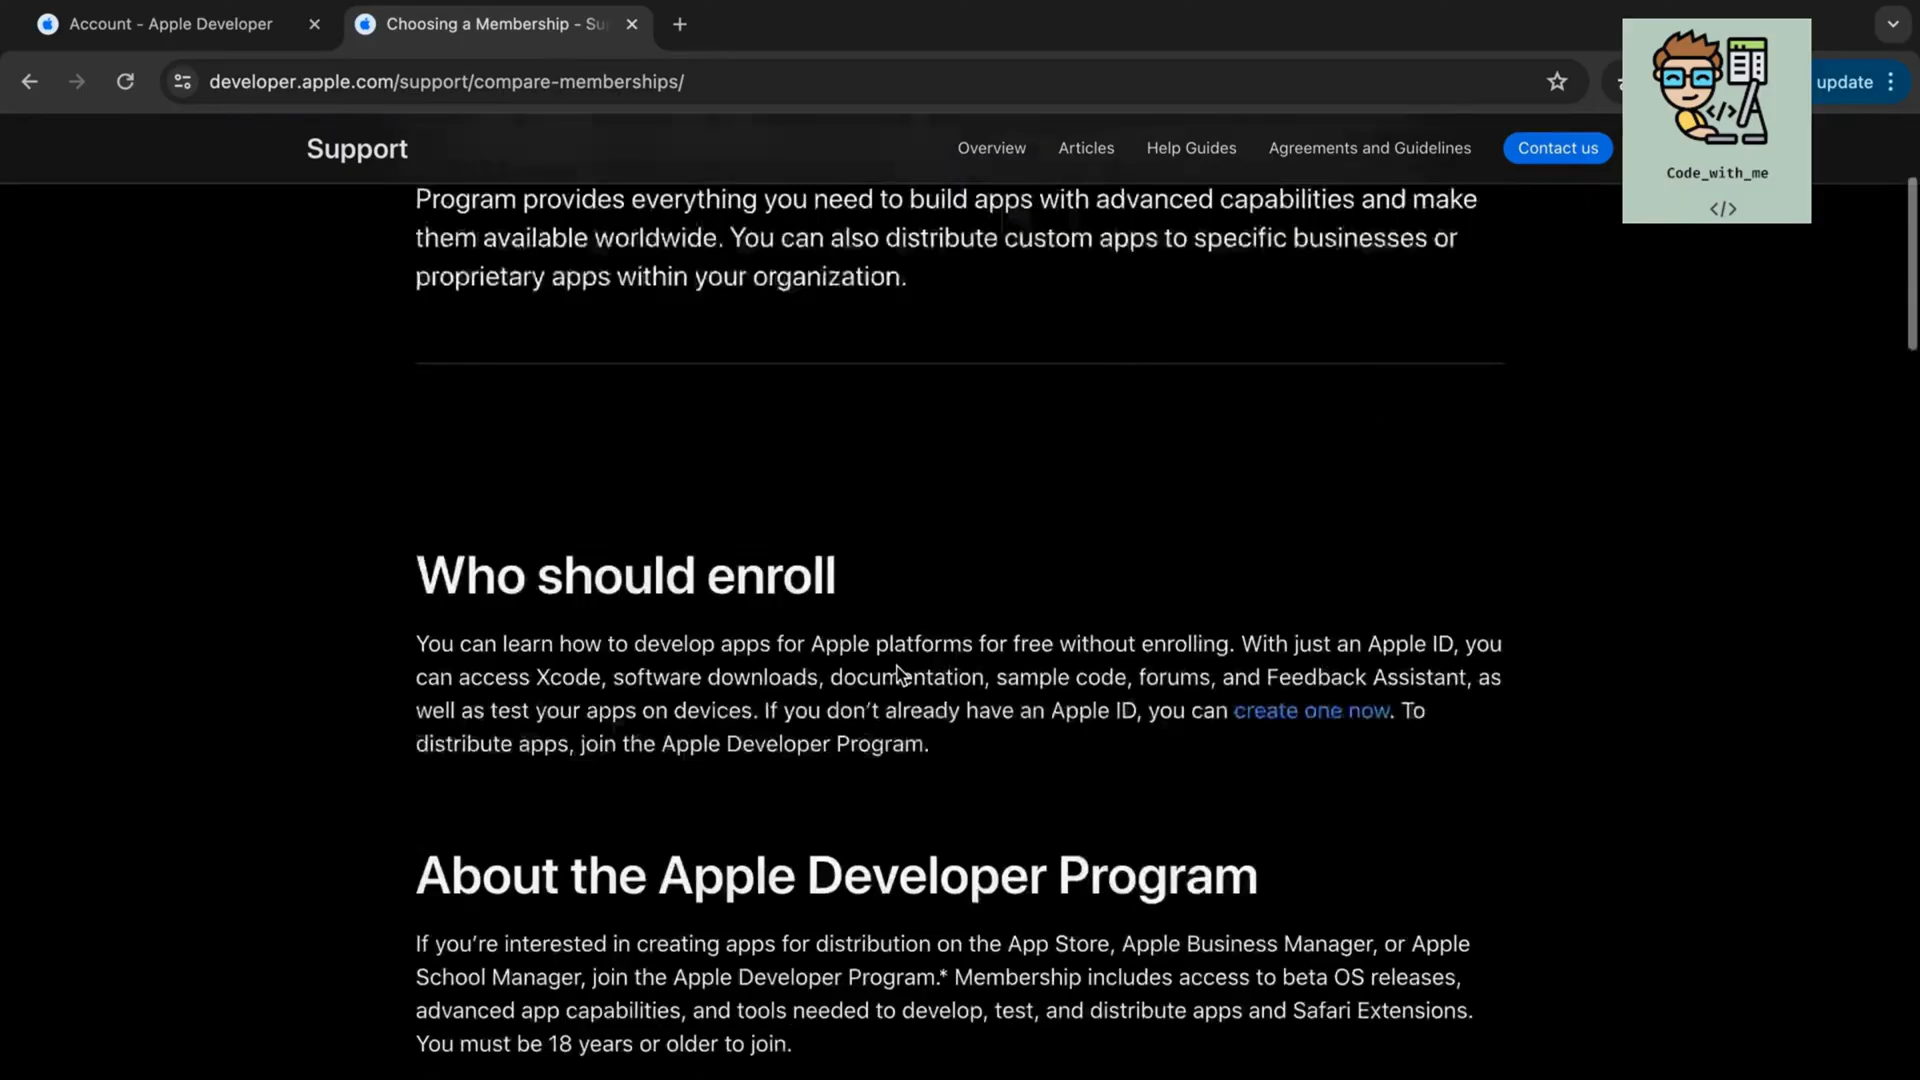 Account - Apple Developer
Choosing a Membership - Su
developer.apple.com/support/compare-memberships/
update
Support
Overview
Articles
Help Guides
Agreements and Guidelines
Contact us
</>
Code_with_me
</>
Program provides everything you need to build apps with advanced capabilities and make
them available worldwide. You can also distribute custom apps to specific businesses or
proprietary apps within your organization.
Who should enroll
You can learn how to develop apps for Apple platforms for free without enrolling. With just an Apple ID, you
can access Xcode, software downloads, documentation, sample code, forums, and Feedback Assistant, as
well as test your apps on devices. If you don’t already have an Apple ID, you can create one now. To
distribute apps, join the Apple Developer Program.
About the Apple Developer Program
If you’re interested in creating apps for distribution on the App Store, Apple Business Manager, or Apple
School Manager, join the Apple Developer Program.* Membership includes access to beta OS releases,
advanced app capabilities, and tools needed to develop, test, and distribute apps and Safari Extensions.
You must be 18 years or older to join.